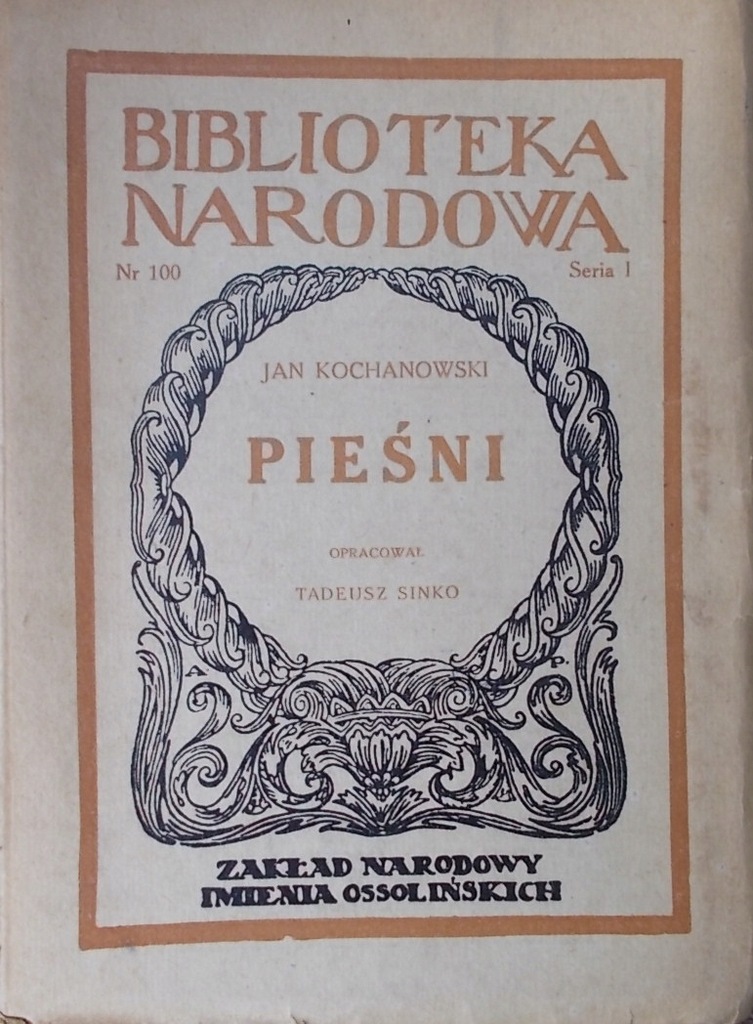 BIBLIOTEKA
NARODOWA
Nr 100 Seria I
JAN KOCHANOWSKI
PIEŚNI
OPRACOWAŁ
TADEUSZ SINKO
A. P.
ZAKŁAD NARODOWY
IMIENIA OSSOLIŃSKICH